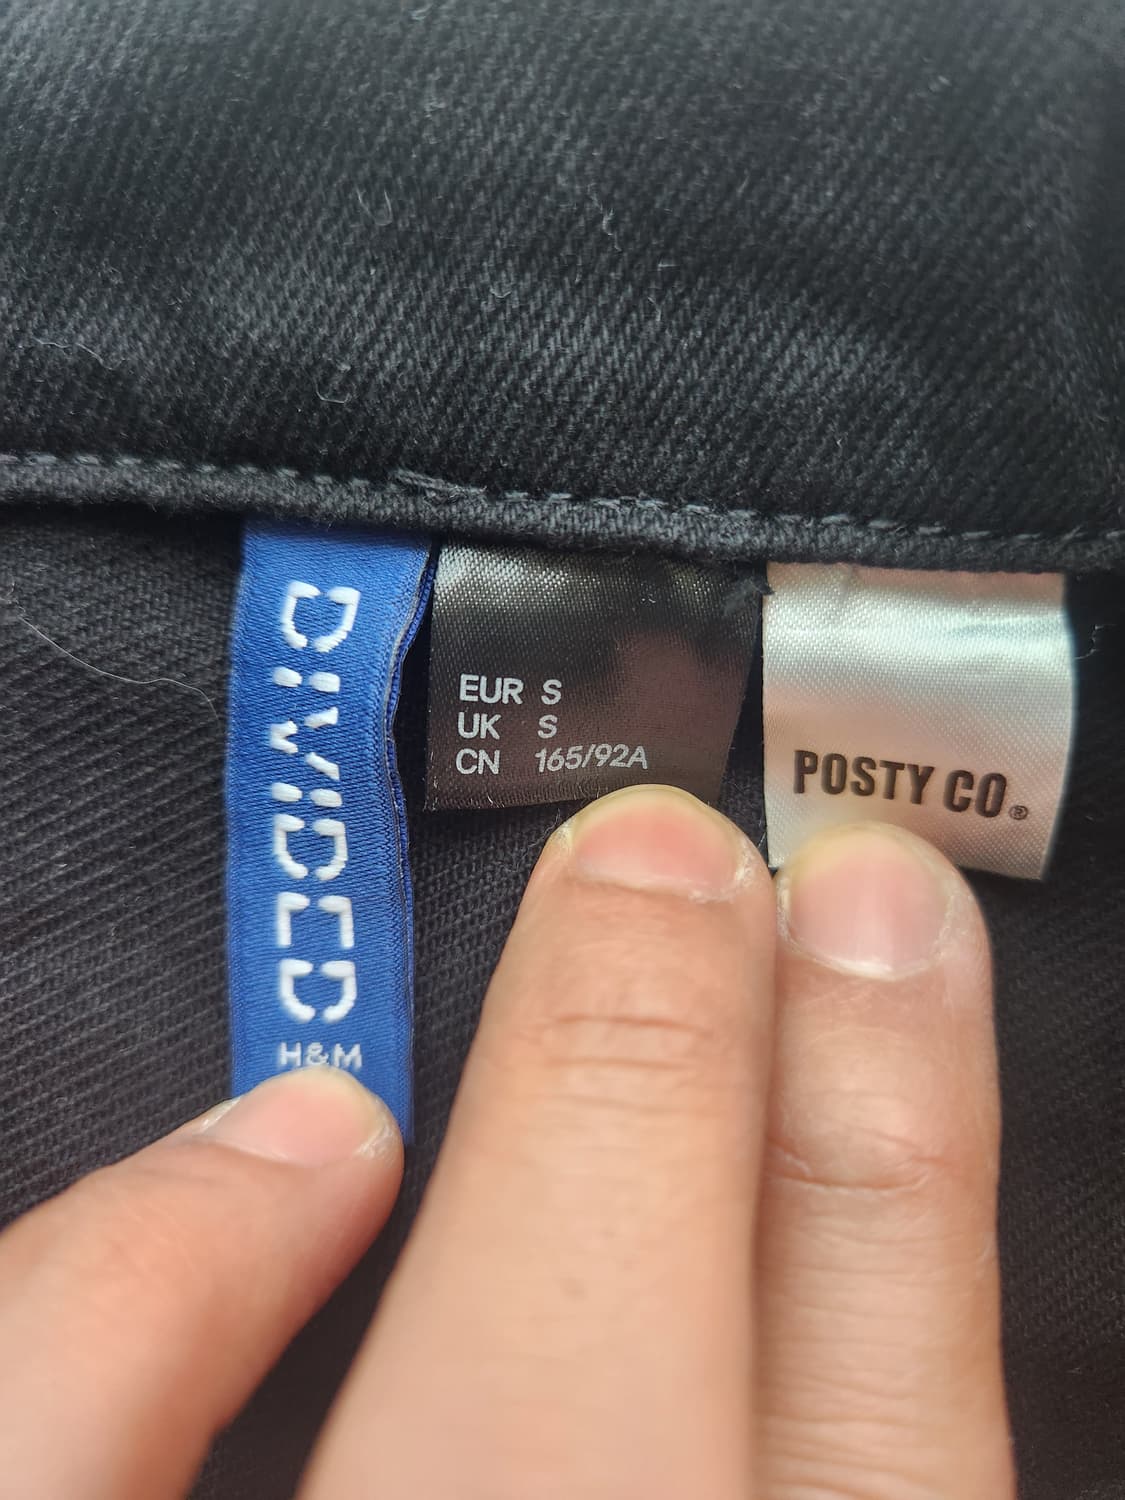 DIVIDED
H&M
EUR S
UK S
CN 165/92A
POSTY CO®